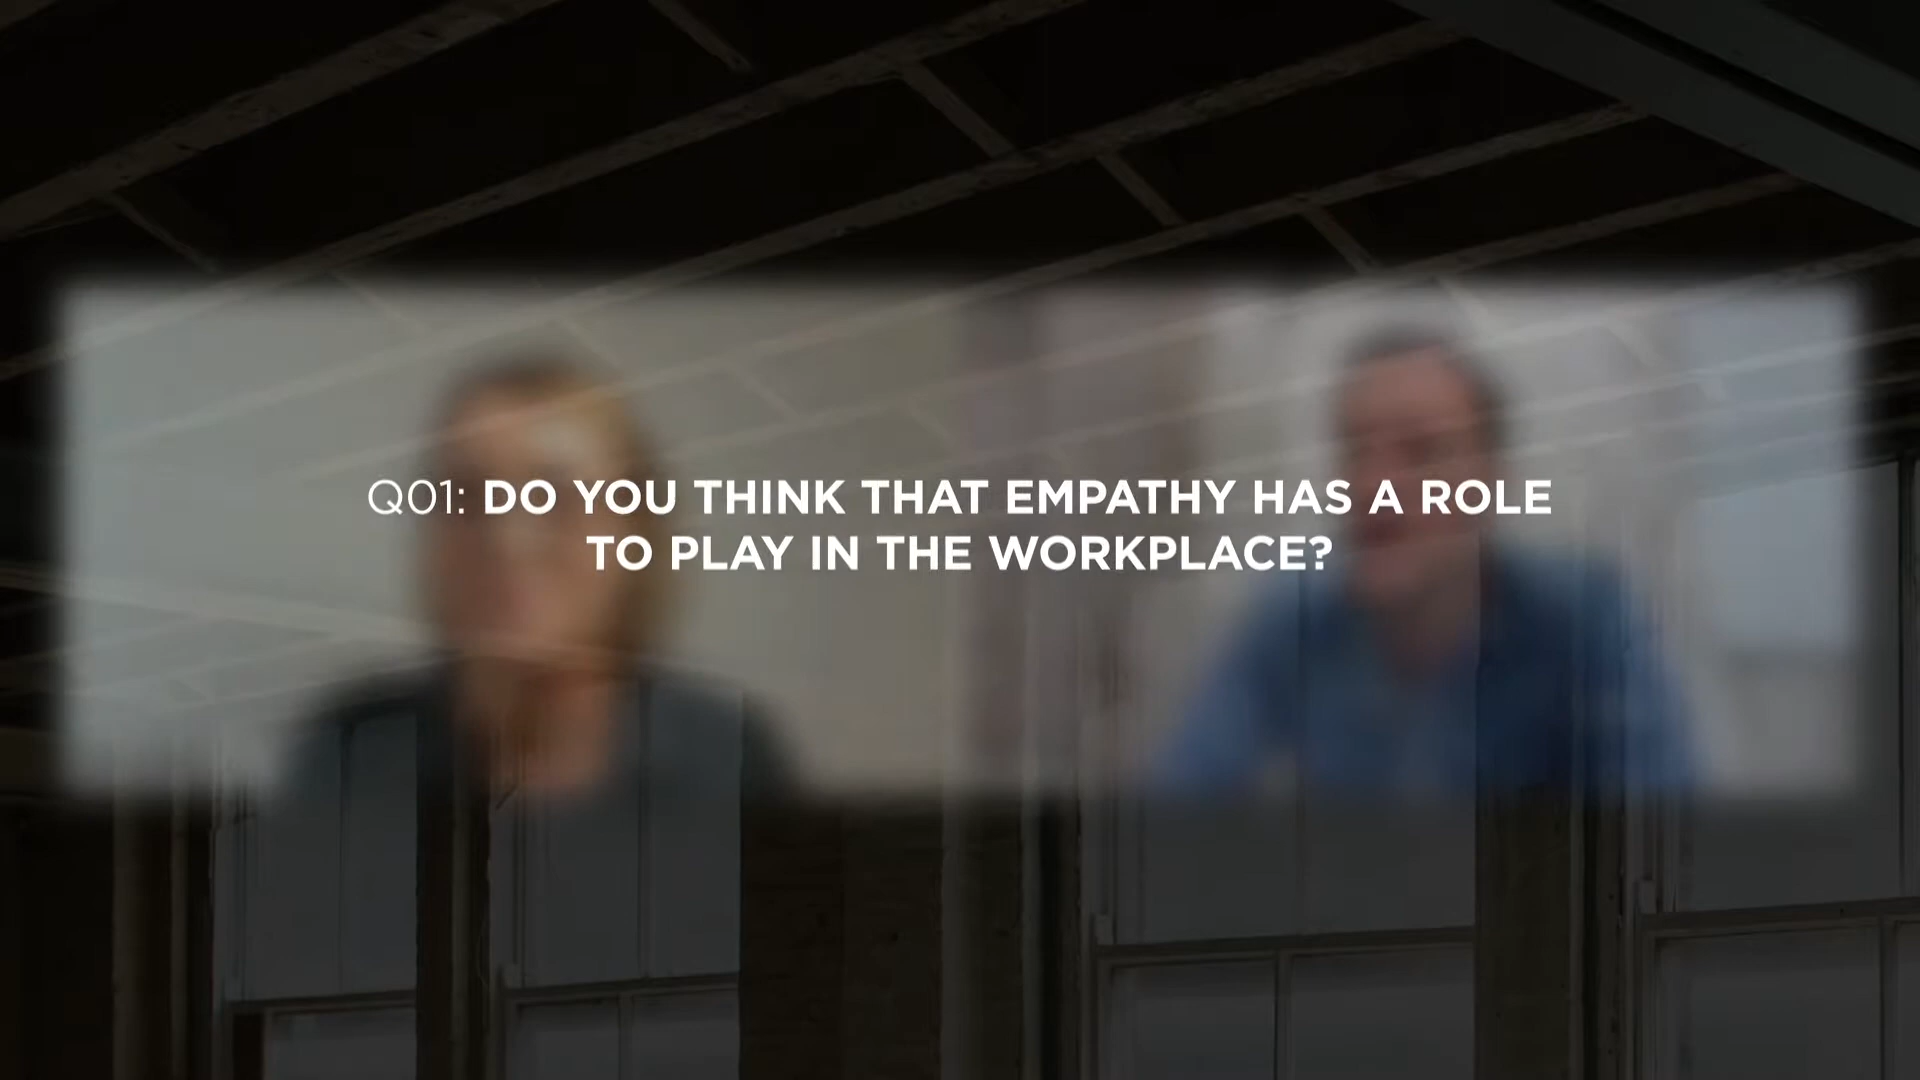 Q01: DO YOU THINK THAT EMPATHY HAS A ROLE
TO PLAY IN THE WORKPLACE?